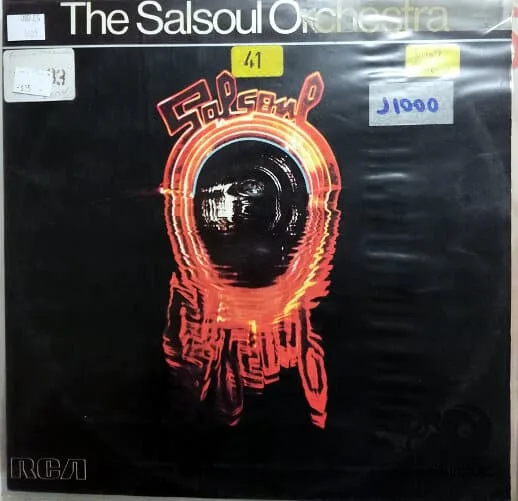 The Salsoul Orchestra
41
J1000
Salsoul
RCA